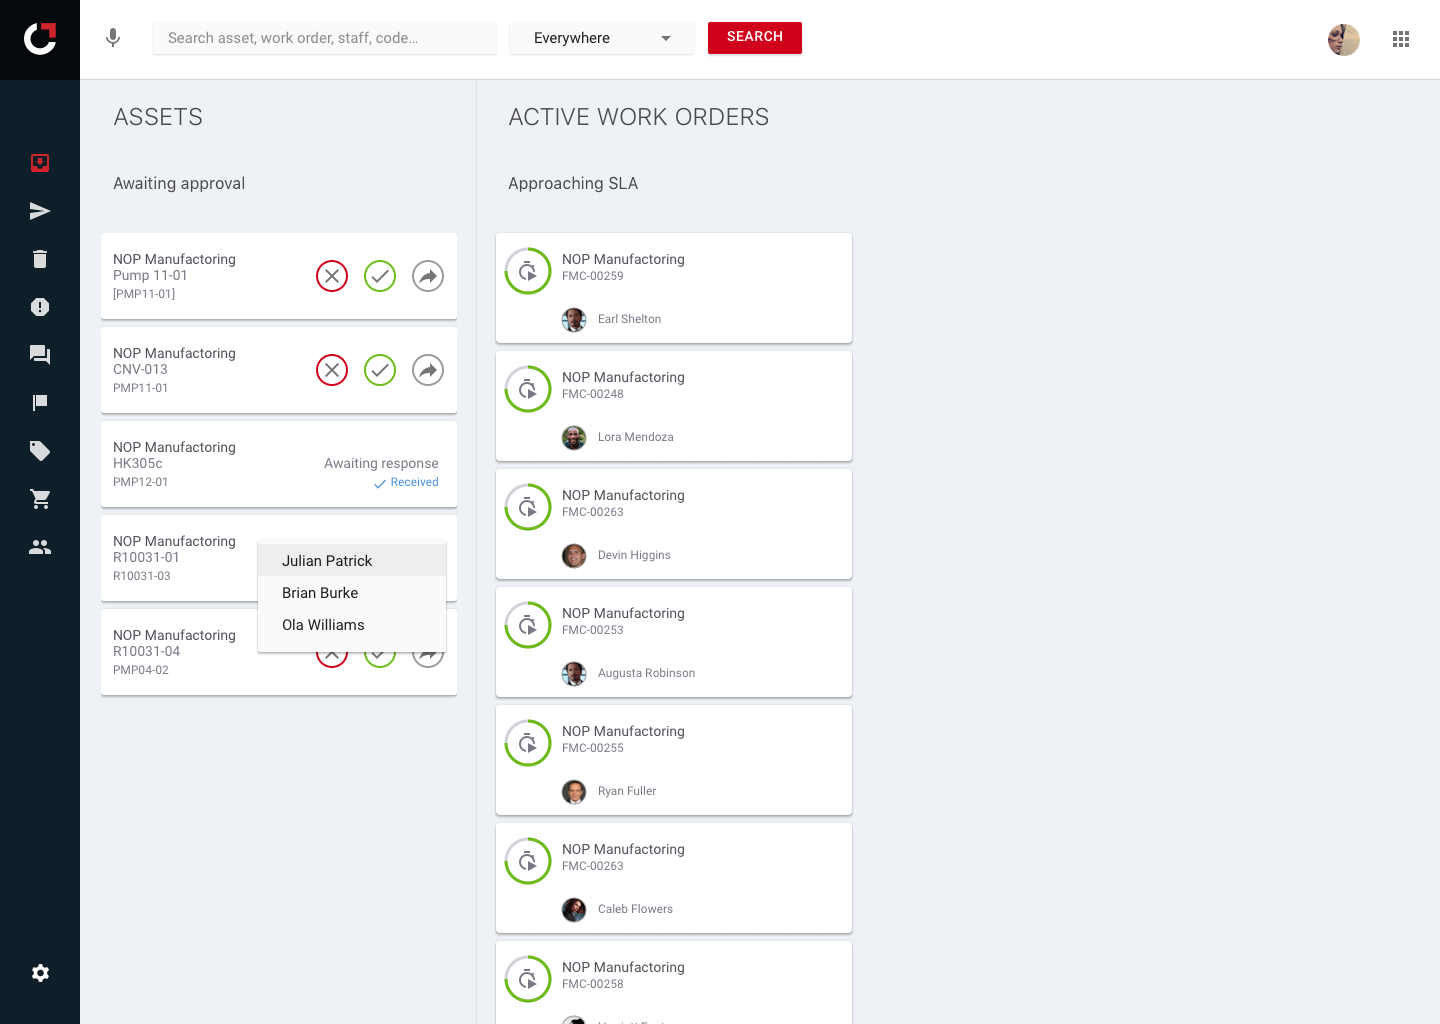 Search asset, work order, staff, code...
Everywhere
SEARCH
ASSETS
Awaiting approval
NOP Manufactoring
Pump 11-01
[PMP11-01]
NOP Manufactoring
CNV-013
PMP11-01
NOP Manufactoring
HK305c
PMP12-01
Awaiting response
Received
NOP Manufactoring
R10031-01
R10031-03
Julian Patrick
Brian Burke
Ola Williams
NOP Manufactoring
R10031-04
PMP04-02
ACTIVE WORK ORDERS
Approaching SLA
NOP Manufactoring
FMC-00259
Earl Shelton
NOP Manufactoring
FMC-00248
Lora Mendoza
NOP Manufactoring
FMC-00263
Devin Higgins
NOP Manufactoring
FMC-00253
Augusta Robinson
NOP Manufactoring
FMC-00255
Ryan Fuller
NOP Manufactoring
FMC-00263
Caleb Flowers
NOP Manufactoring
FMC-00258